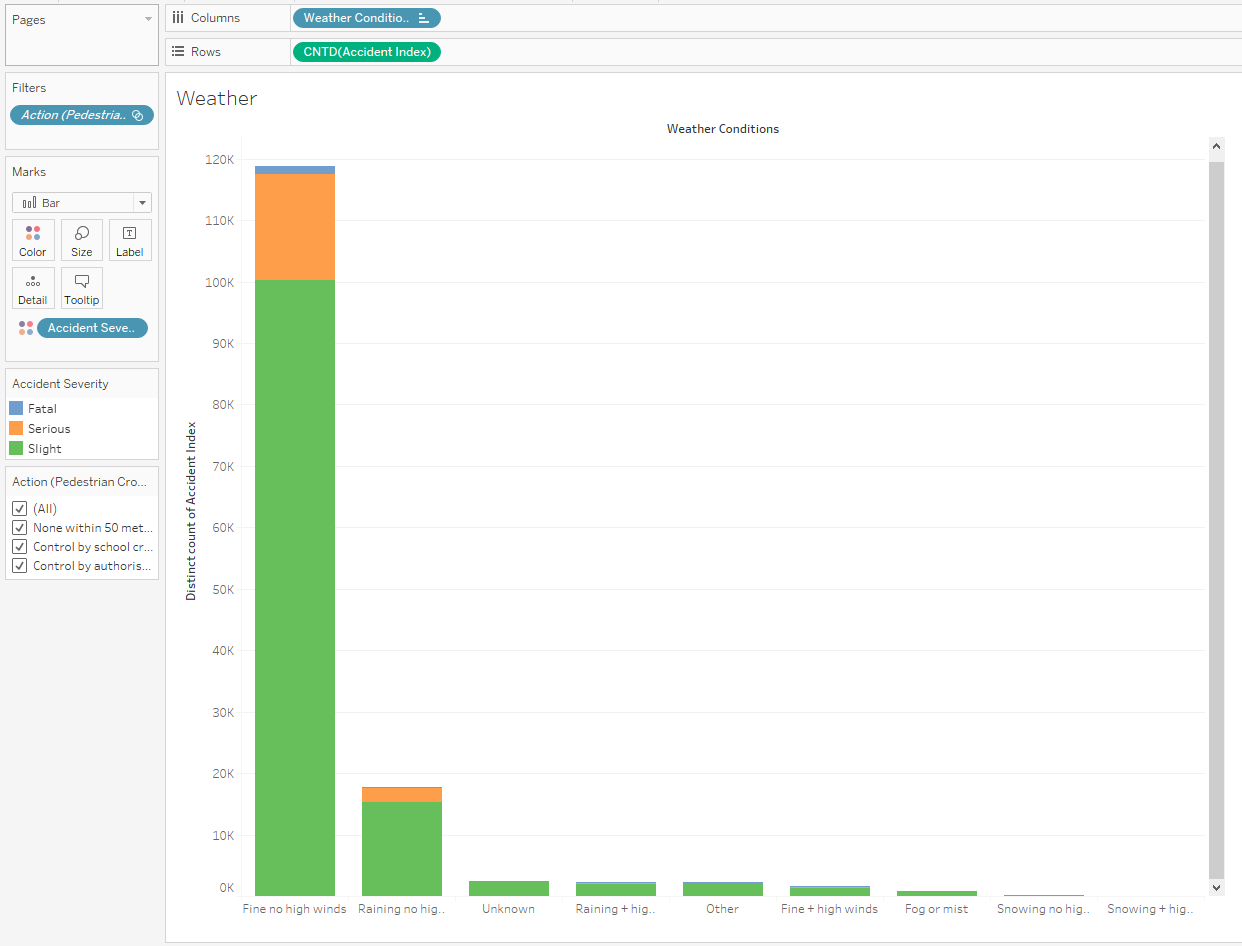 Pages
Columns
Weather Conditio..
Rows
CNTD(Accident Index)
Filters
Action (Pedestria..
Marks
Bar
Color
Size
Label
Detail
Tooltip
Accident Seve..
Accident Severity
Fatal
Serious
Slight
Action (Pedestrian Cro...
(All)
None within 50 met...
Control by school cr...
Control by authoris...
Weather
Weather Conditions
Distinct count of Accident Index
120K
110K
100K
90K
80K
70K
60K
50K
40K
30K
20K
10K
0K
Fine no high winds
Raining no hig..
Unknown
Raining + hig..
Other
Fine + high winds
Fog or mist
Snowing no hig..
Snowing + hig..